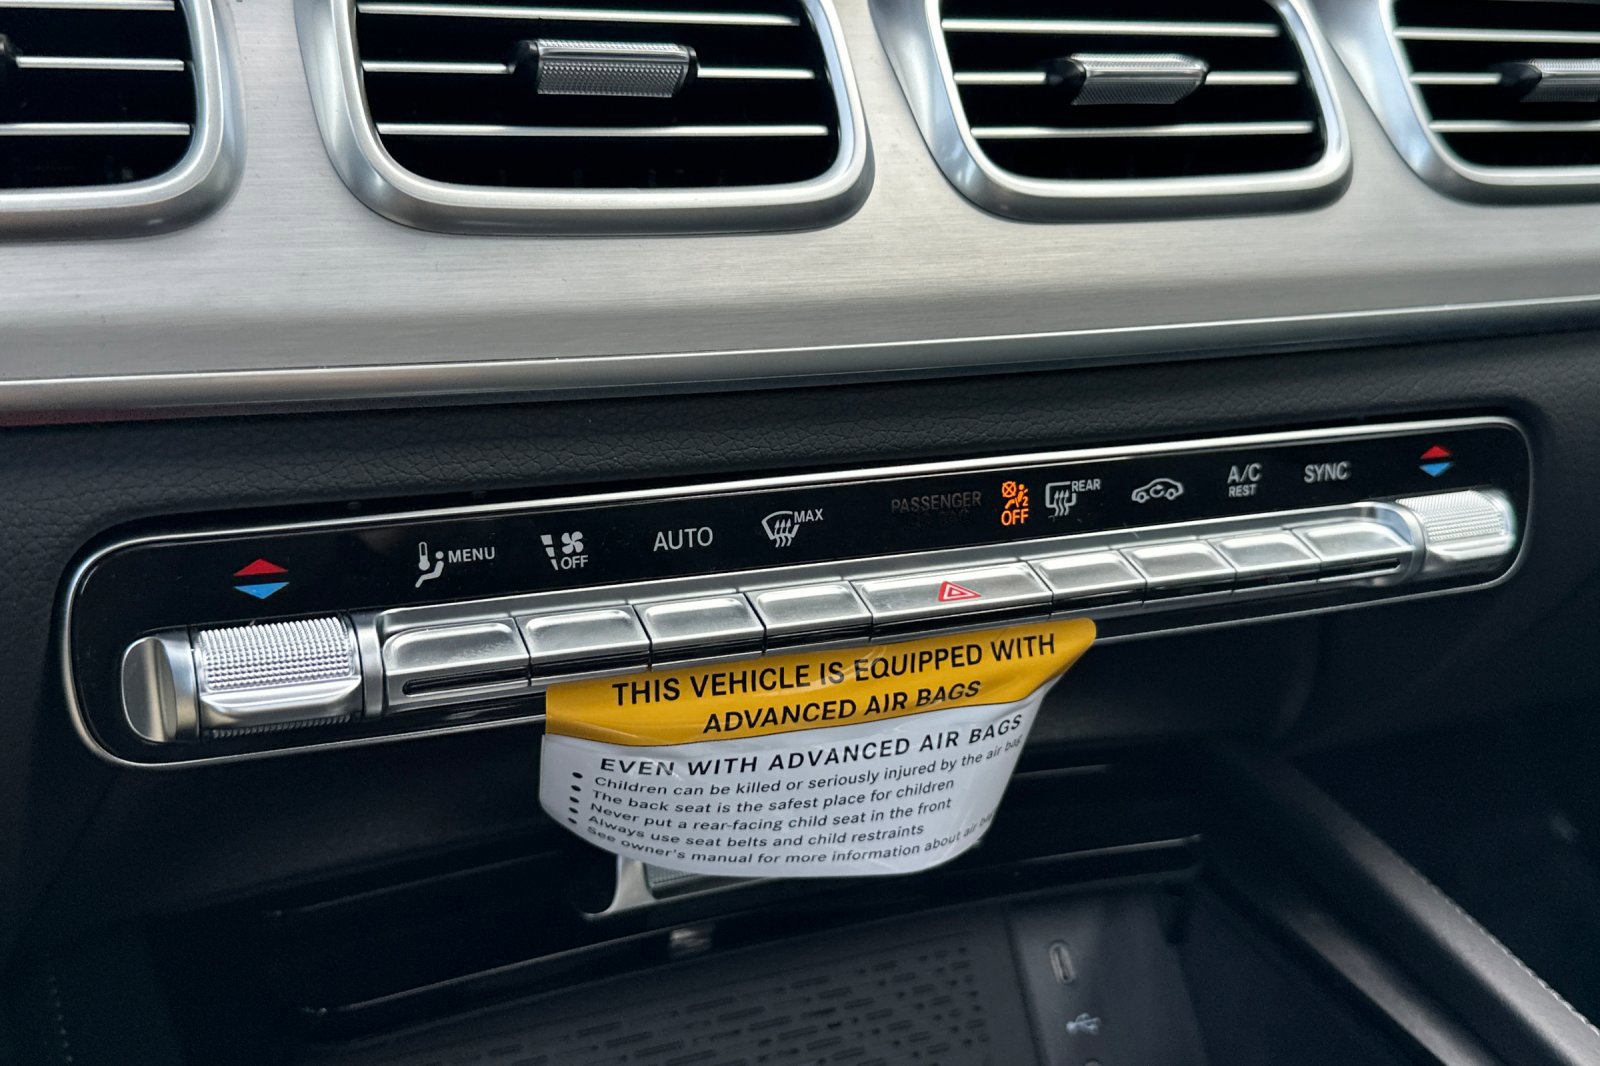 MENU
OFF
AUTO
MAX
PASSENGER
OFF
REAR
A/C
REST
SYNC
THIS VEHICLE IS EQUIPPED WITH
ADVANCED AIR BAGS
EVEN WITH ADVANCED AIR BAGS
• Children can be killed or seriously injured by the air bag
• The back seat is the safest place for children
• Never put a rear-facing child seat in the front
• Always use seat belts and child restraints
See owner's manual for more information about air